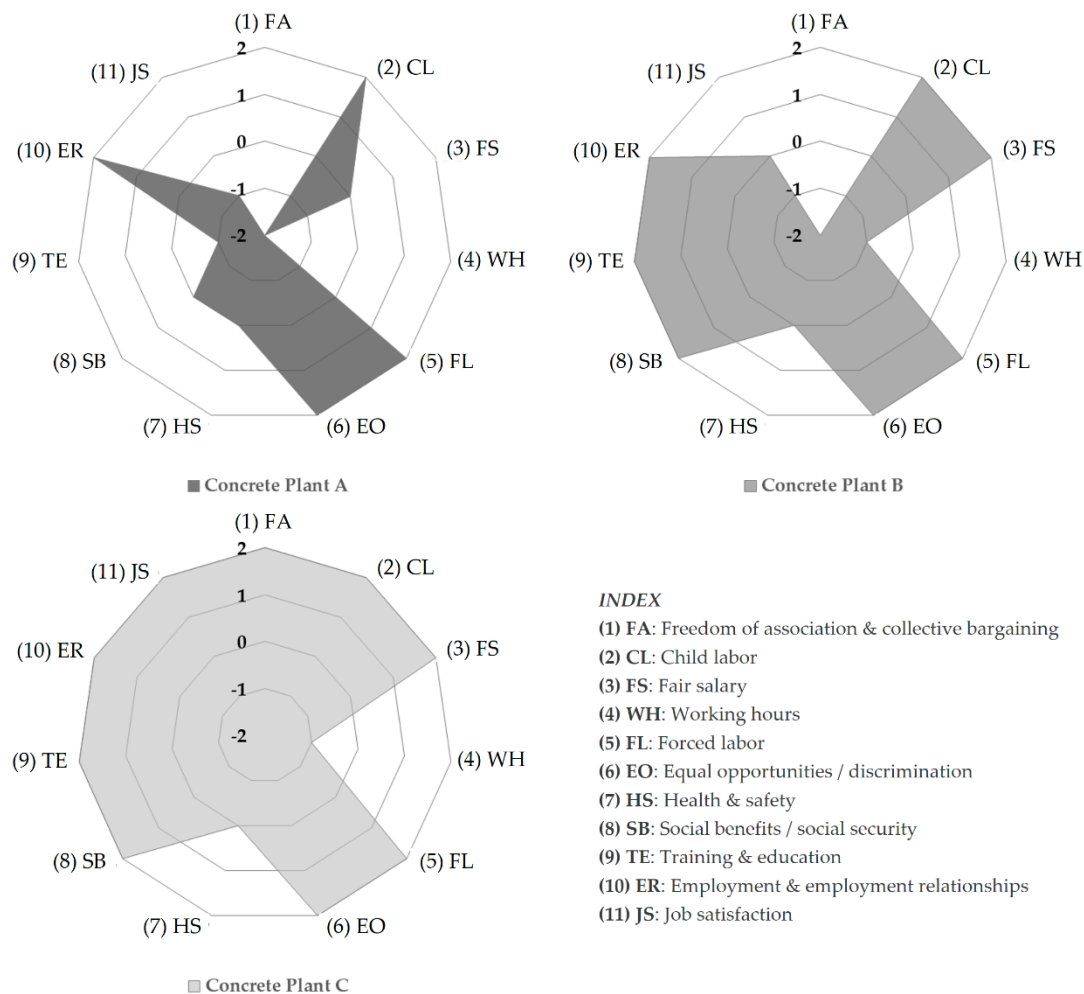 (1) FA
2
(2) CL
(11) JS
1
(3) FS
(10) ER
0
-1
-2
(9) TE
(4) WH
(8) SB
(5) FL
(7) HS
(6) EO
Concrete Plant A
(1) FA
2
(2) CL
(11) JS
1
(3) FS
(10) ER
0
-1
-2
(9) TE
(4) WH
(8) SB
(5) FL
(7) HS
(6) EO
Concrete Plant B
(1) FA
2
(2) CL
(11) JS
1
(3) FS
(10) ER
0
-1
-2
(9) TE
(4) WH
(8) SB
(5) FL
(7) HS
(6) EO
Concrete Plant C
INDEX
(1) FA: Freedom of association & collective bargaining
(2) CL: Child labor
(3) FS: Fair salary
(4) WH: Working hours
(5) FL: Forced labor
(6) EO: Equal opportunities / discrimination
(7) HS: Health & safety
(8) SB: Social benefits / social security
(9) TE: Training & education
(10) ER: Employment & employment relationships
(11) JS: Job satisfaction